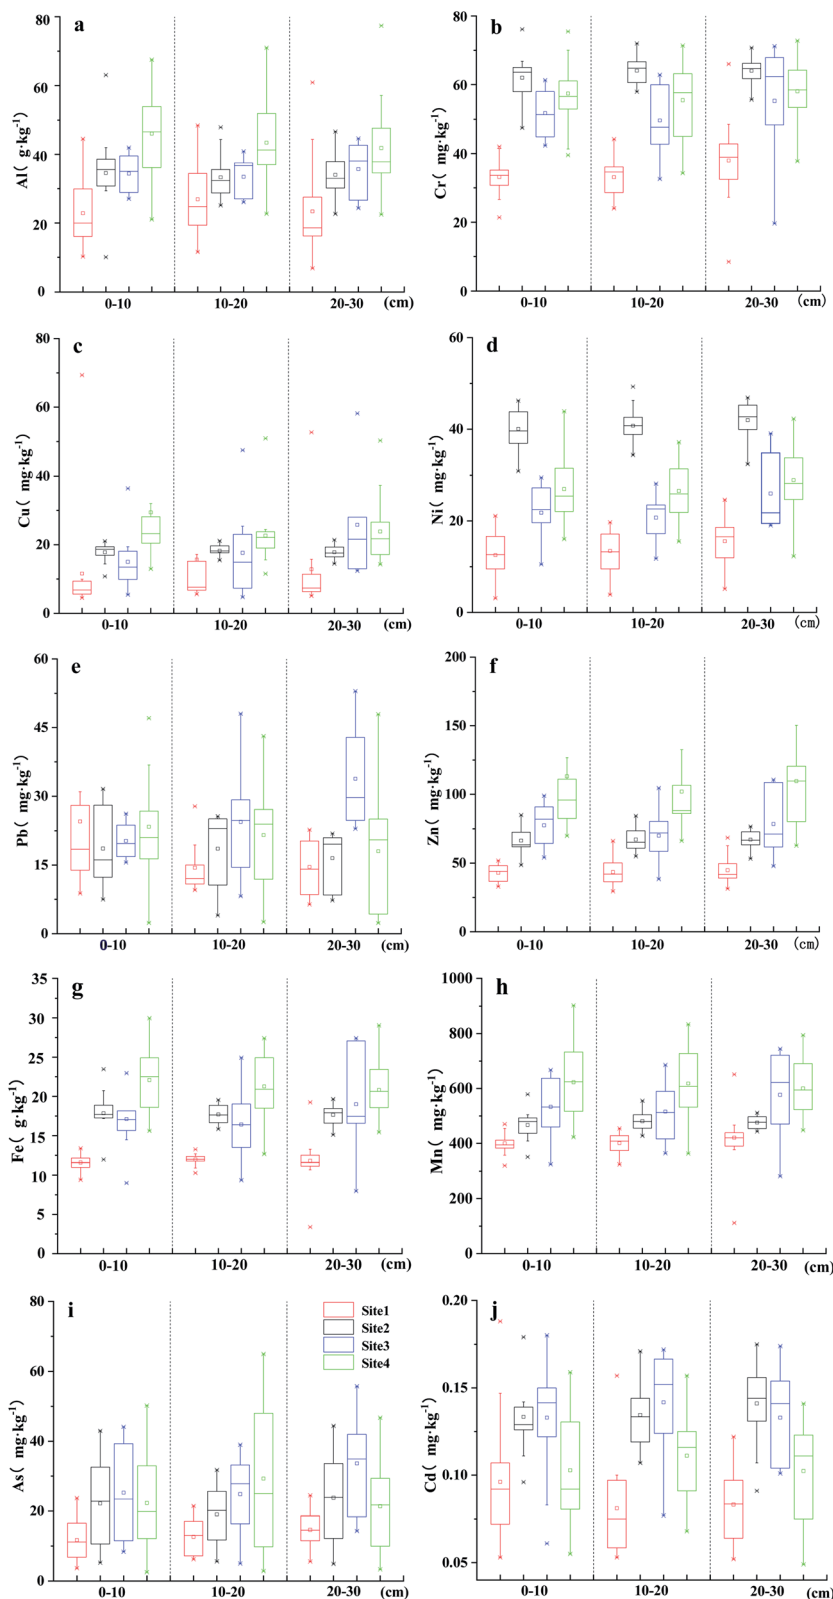 a
Al( g·kg⁻¹)
80
60
40
20
0
0-10
10-20
20-30
(cm)
b
Cr( mg·kg⁻¹)
80
60
40
20
0
0-10
10-20
20-30
(cm)
c
Cu( mg·kg⁻¹)
80
60
40
20
0
0-10
10-20
20-30
(cm)
d
Ni( mg·kg⁻¹)
60
40
20
0
0-10
10-20
20-30
(cm)
e
Pb( mg·kg⁻¹)
60
45
30
15
0
0-10
10-20
20-30
(cm)
f
Zn( mg·kg⁻¹)
200
150
100
50
0
0-10
10-20
20-30
(cm)
g
Fe( g·kg⁻¹)
35
30
25
20
15
10
5
0
0-10
10-20
20-30
(cm)
h
Mn( mg·kg⁻¹)
1000
800
600
400
200
0
0-10
10-20
20-30
(cm)
i
As( mg·kg⁻¹)
80
60
40
20
0
Site1
Site2
Site3
Site4
0-10
10-20
20-30
(cm)
j
Cd( mg·kg⁻¹)
0.20
0.15
0.10
0.05
0-10
10-20
20-30
(cm)